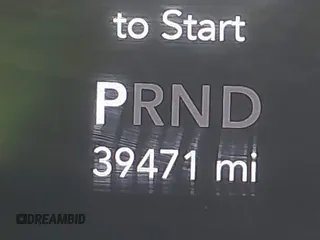 to Start
PRND
39471 mi
DREAMBID